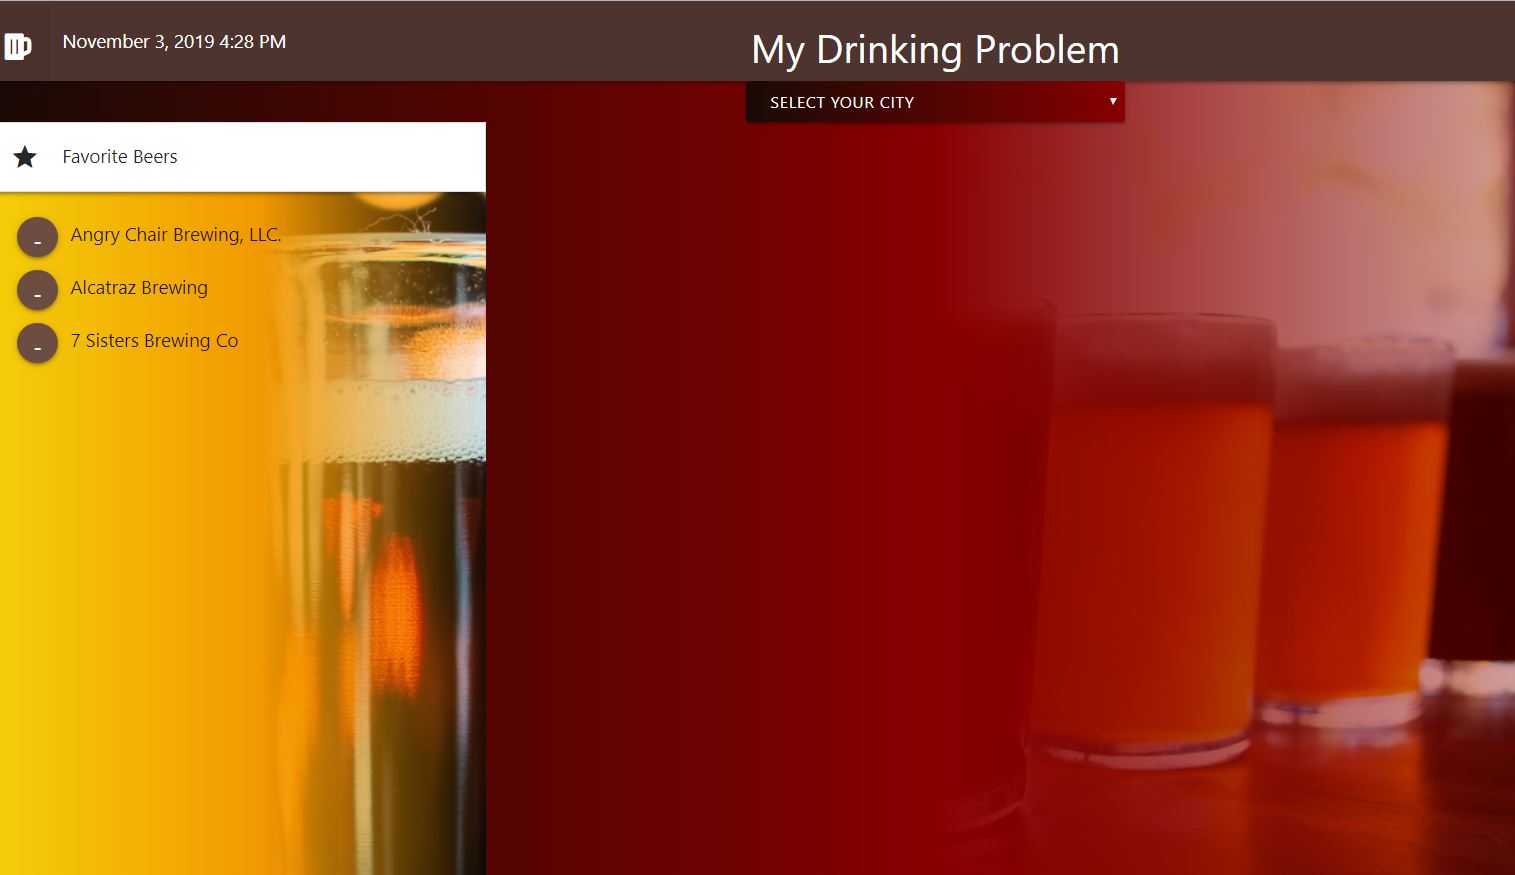 November 3, 2019 4:28 PM
My Drinking Problem
SELECT YOUR CITY
Favorite Beers
- Angry Chair Brewing, LLC.
- Alcatraz Brewing
- 7 Sisters Brewing Co